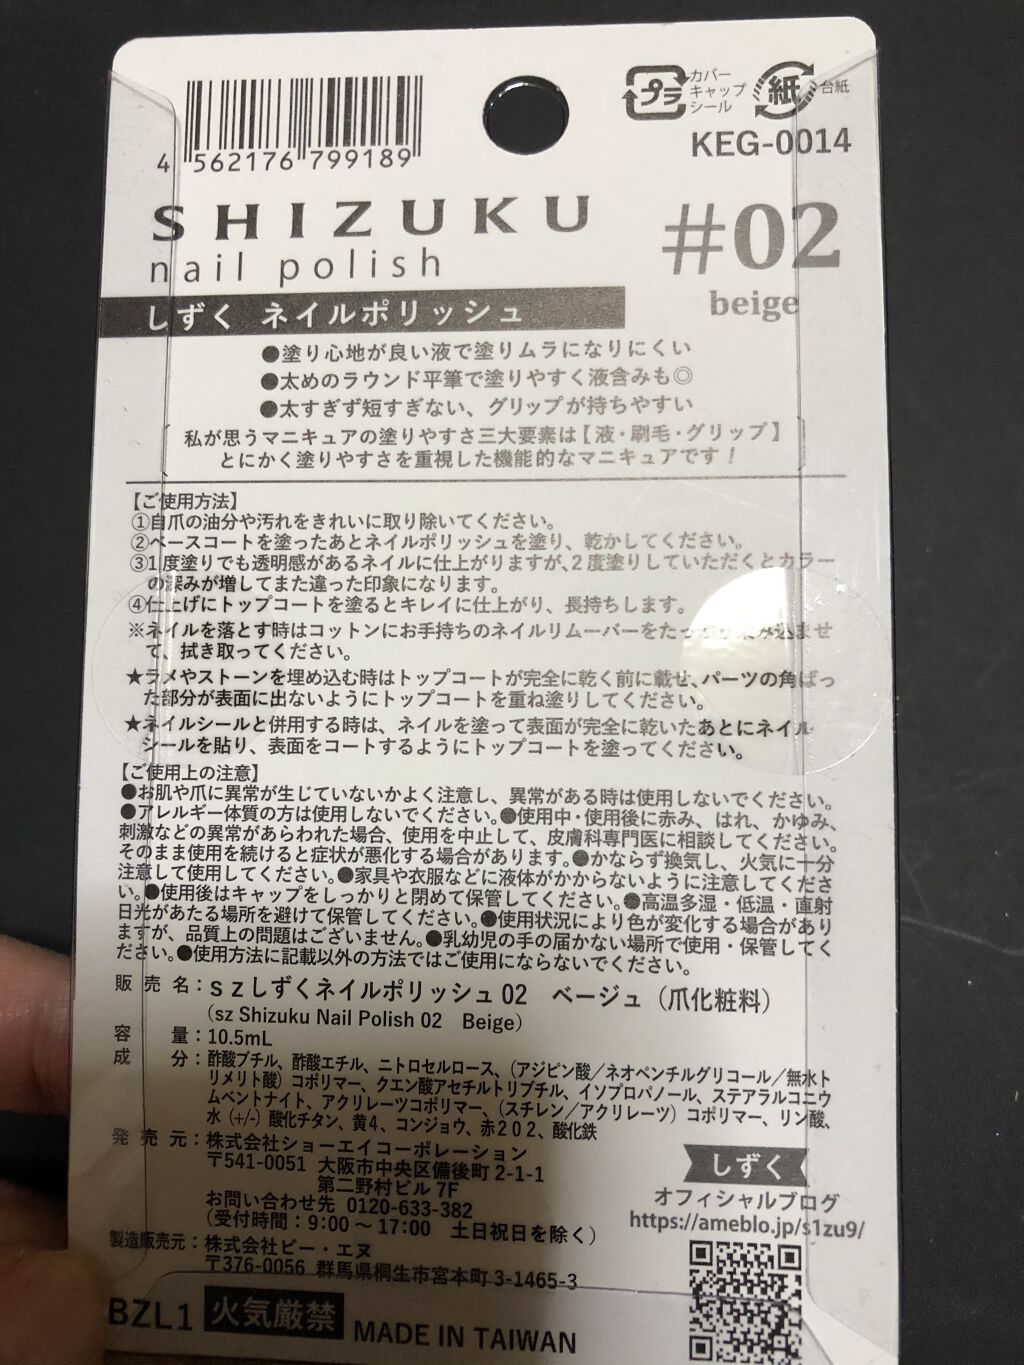 カバー
キャップ
シール
プラ
紙
台紙
KEG-0014
4 562176 799189
SHIZUKU
nail polish
#02
beige
しずく ネイルポリッシュ
●塗り心地が良い液で塗りムラになりにくい
●太めのラウンド平筆で塗りやすく液含みも◎
●太すぎず短すぎない、グリップが持ちやすい
私が思うマニキュアの塗りやすさ三大要素は【液・刷毛・グリップ】
とにかく塗りやすさを重視した機能的なマニキュアです！
【ご使用方法】
①自爪の油分や汚れをきれいに取り除いてください。
②ベースコートを塗ったあとネイルポリッシュを塗り、乾かしてください。
③1度塗りでも透明感があるネイルに仕上がりますが、2度塗りしていただくとカラー
の深みが増してまた違った印象になります。
④仕上げにトップコートを塗るとキレイに仕上がり、長持ちします。
※ネイルを落とす時はコットンにお手持ちのネイルリムーバーをたっぷり染み込ませ
て、拭き取ってください。
★ラメやストーンを埋め込む時はトップコートが完全に乾く前に載せ、パーツの角ばっ
た部分が表面に出ないようにトップコートを重ね塗りしてください。
★ネイルシールと併用する時は、ネイルを塗って表面が完全に乾いたあとにネイル
シールを貼り、表面をコートするようにトップコートを塗ってください。
【ご使用上の注意】
●お肌や爪に異常が生じていないかよく注意し、異常がある時は使用しないでください。
●アレルギー体質の方は使用しないでください。●使用中・使用後に赤み、はれ、かゆみ、
刺激などの異常があらわれた場合、使用を中止して、皮膚科専門医に相談してください。
そのまま使用を続けると症状が悪化する場合があります。●かならず換気し、火気に十分
注意して使用してください。●家具や衣服などに液体がかからないように注意してくださ
い。●使用後はキャップをしっかりと閉めて保管してください。●高温多湿・低温・直射
日光があたる場所を避けて保管してください。●使用状況により色が変化する場合があり
ますが、品質上の問題はございません。●乳幼児の手の届かない場所で使用・保管してく
ださい。●使用方法に記載以外の方法ではご使用にならないでください。
販売名：ｓｚしずくネイルポリッシュ02 ベージュ（爪化粧料）
（sz Shizuku Nail Polish 02 Beige）
容量：10.5mL
成分：酢酸ブチル、酢酸エチル、ニトロセルロース、（アジピン酸／ネオペンチルグリコール／無水ト
リメリト酸）コポリマー、クエン酸アセチルトリブチル、イソプロパノール、ステアラルコニウ
ムベントナイト、アクリレーツコポリマー、（スチレン／アクリレーツ）コポリマー、リン酸、
水（+/-）酸化チタン、黄4、コンジョウ、赤202、酸化鉄
発売元：株式会社ショーエイコーポレーション
〒541-0051 大阪市中央区備後町2-1-1
第二野村ビル 7F
お問い合わせ先 0120-633-382
（受付時間：9:00 〜 17:00 土日祝日を除く）
製造販売元：株式会社ビー・エヌ
〒376-0056 群馬県桐生市宮本町3-1465-3
しずく
オフィシャルブログ
https://ameblo.jp/s1zu9/
BZL1 火気厳禁 MADE IN TAIWAN